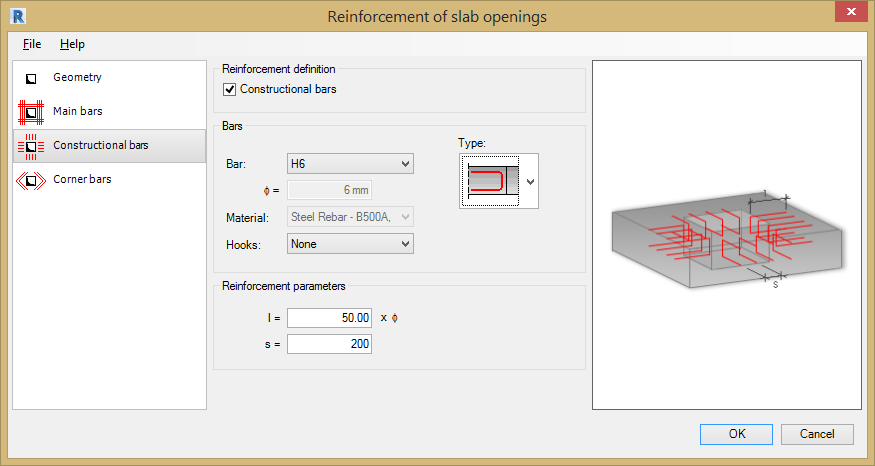 R
Reinforcement of slab openings
x
File Help
Geometry
Main bars
Constructional bars
Corner bars
Reinforcement definition
Constructional bars
Bars
Bar: H6
ϕ = 6 mm
Material: Steel Rebar - B500A,
Hooks: None
Type:
Reinforcement parameters
l = 50.00 x ϕ
s = 200
l
s
OK Cancel